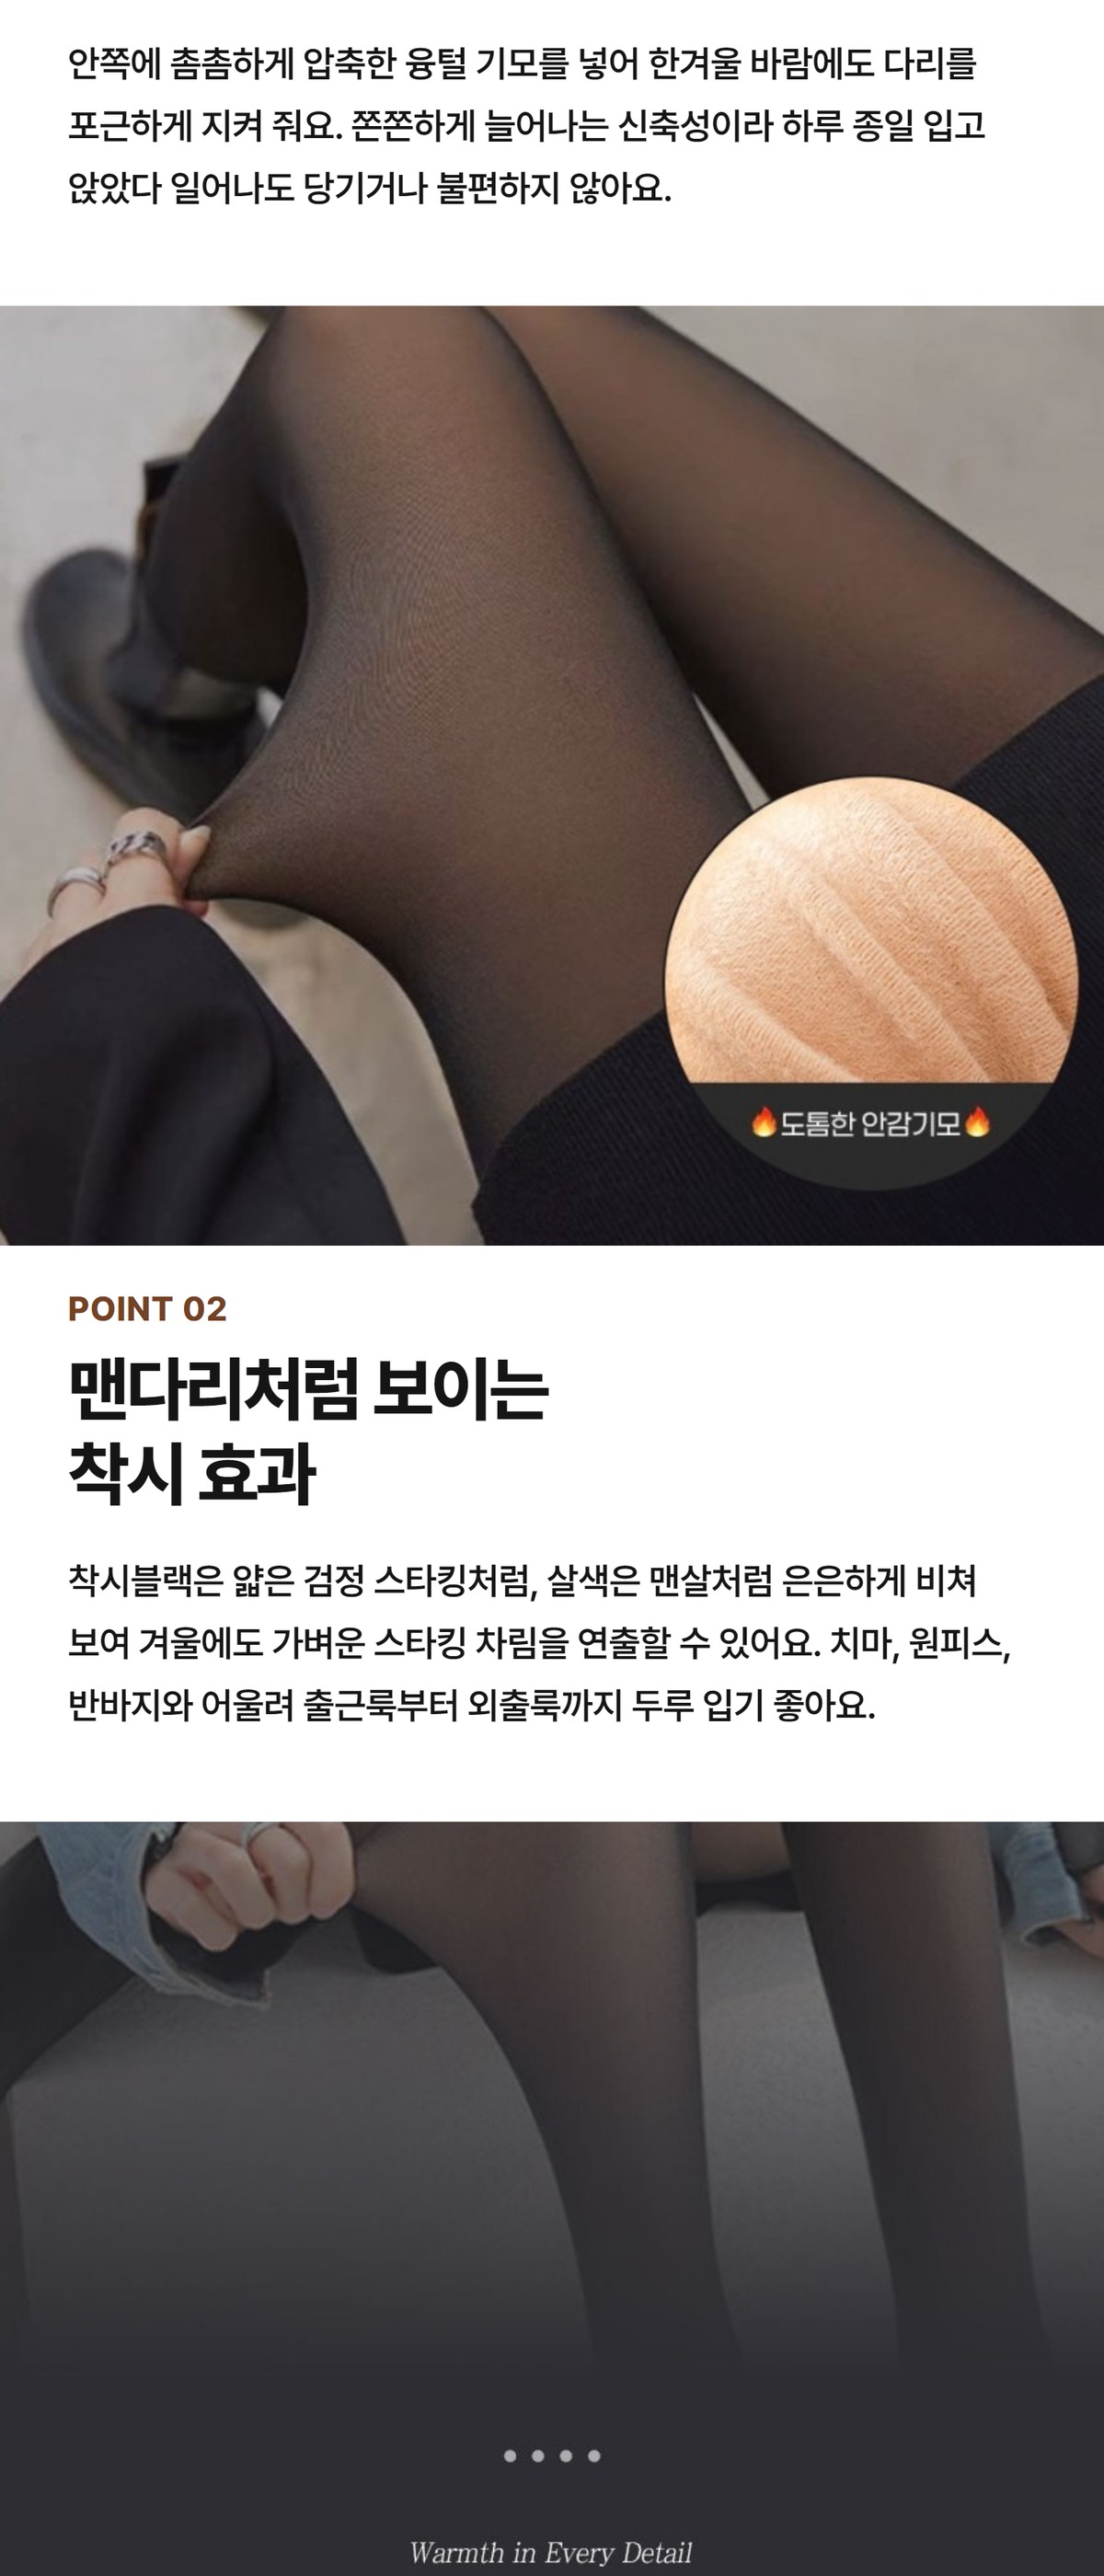 안쪽에 촘촘하게 압축한 융털 기모를 넣어 한겨울 바람에도 다리를
포근하게 지켜 줘요. 쫀쫀하게 늘어나는 신축성이라 하루 종일 입고
앉았다 일어나도 당기거나 불편하지 않아요.
🔥도톰한 안감기모🔥
POINT 02
맨다리처럼 보이는
착시 효과
착시블랙은 얇은 검정 스타킹처럼, 살색은 맨살처럼 은은하게 비쳐
보여 겨울에도 가벼운 스타킹 차림을 연출할 수 있어요. 치마, 원피스,
반바지와 어울려 출근룩부터 외출룩까지 두루 입기 좋아요.
Warmth in Every Detail